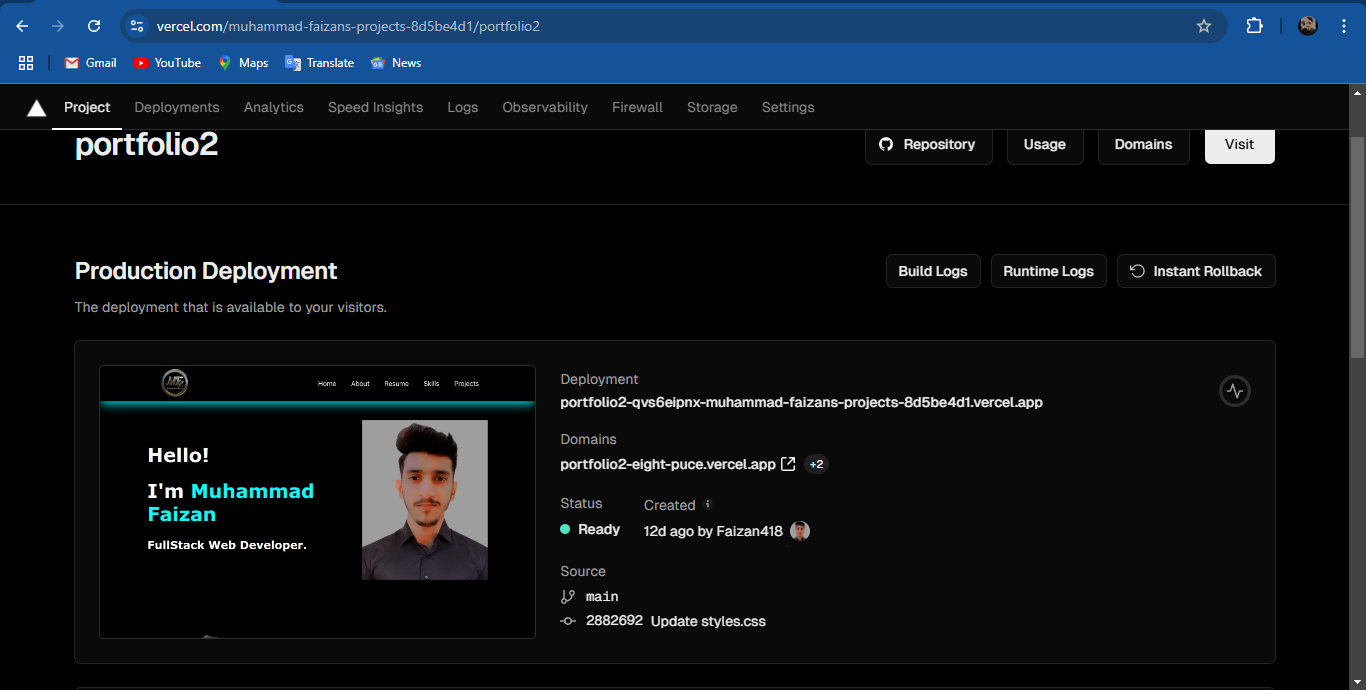 vercel.com/muhammad-faizans-projects-8d5be4d1/portfolio2
Gmail YouTube Maps Translate News
Project Deployments Analytics Speed Insights Logs Observability Firewall Storage Settings
portfolio2
Repository Usage Domains Visit
Production Deployment
Build Logs Runtime Logs Instant Rollback
The deployment that is available to your visitors.
Home About Resume Skills Projects
Hello!
I'm Muhammad
Faizan
FullStack Web Developer.
Deployment
portfolio2-qvs6eipnx-muhammad-faizans-projects-8d5be4d1.vercel.app
Domains
portfolio2-eight-puce.vercel.app +2
Status Created
Ready 12d ago by Faizan418
Source
main
2882692 Update styles.css